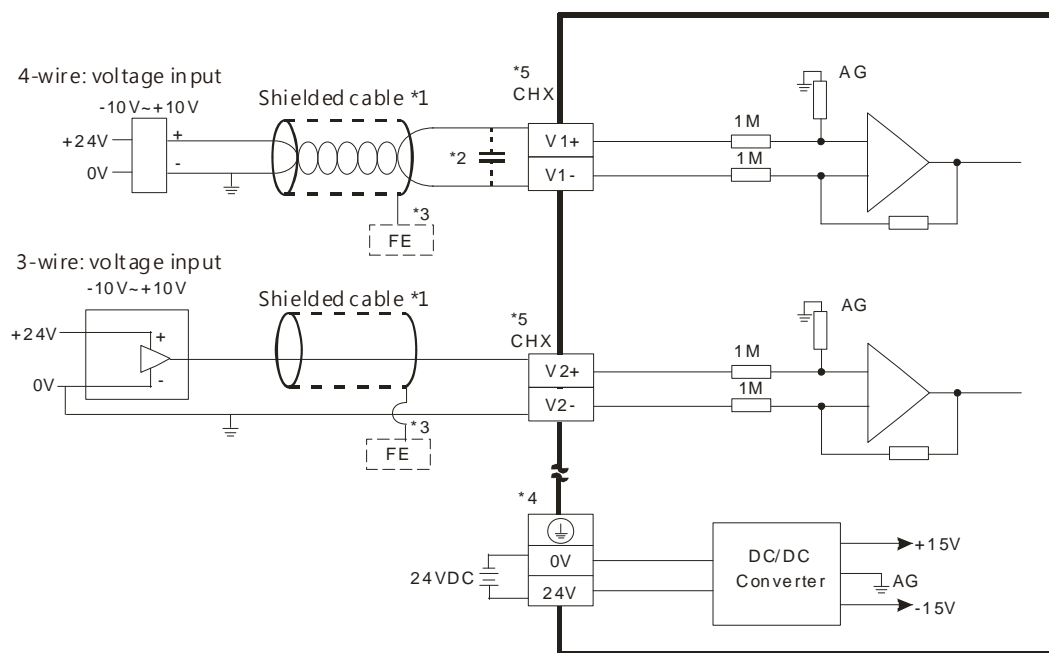 4-wire: voltage input
-10V~+10V
+24V
0V
+
-
Shielded cable *1
*2
*3
FE
*5
CHX
V1+
V1-
1M
1M
AG
3-wire: voltage input
-10V~+10V
+24V
0V
+
-
Shielded cable *1
*3
FE
*5
CHX
V2+
V2-
1M
1M
AG
*4
24VDC
0V
24V
DC/DC
Converter
+15V
AG
-15V